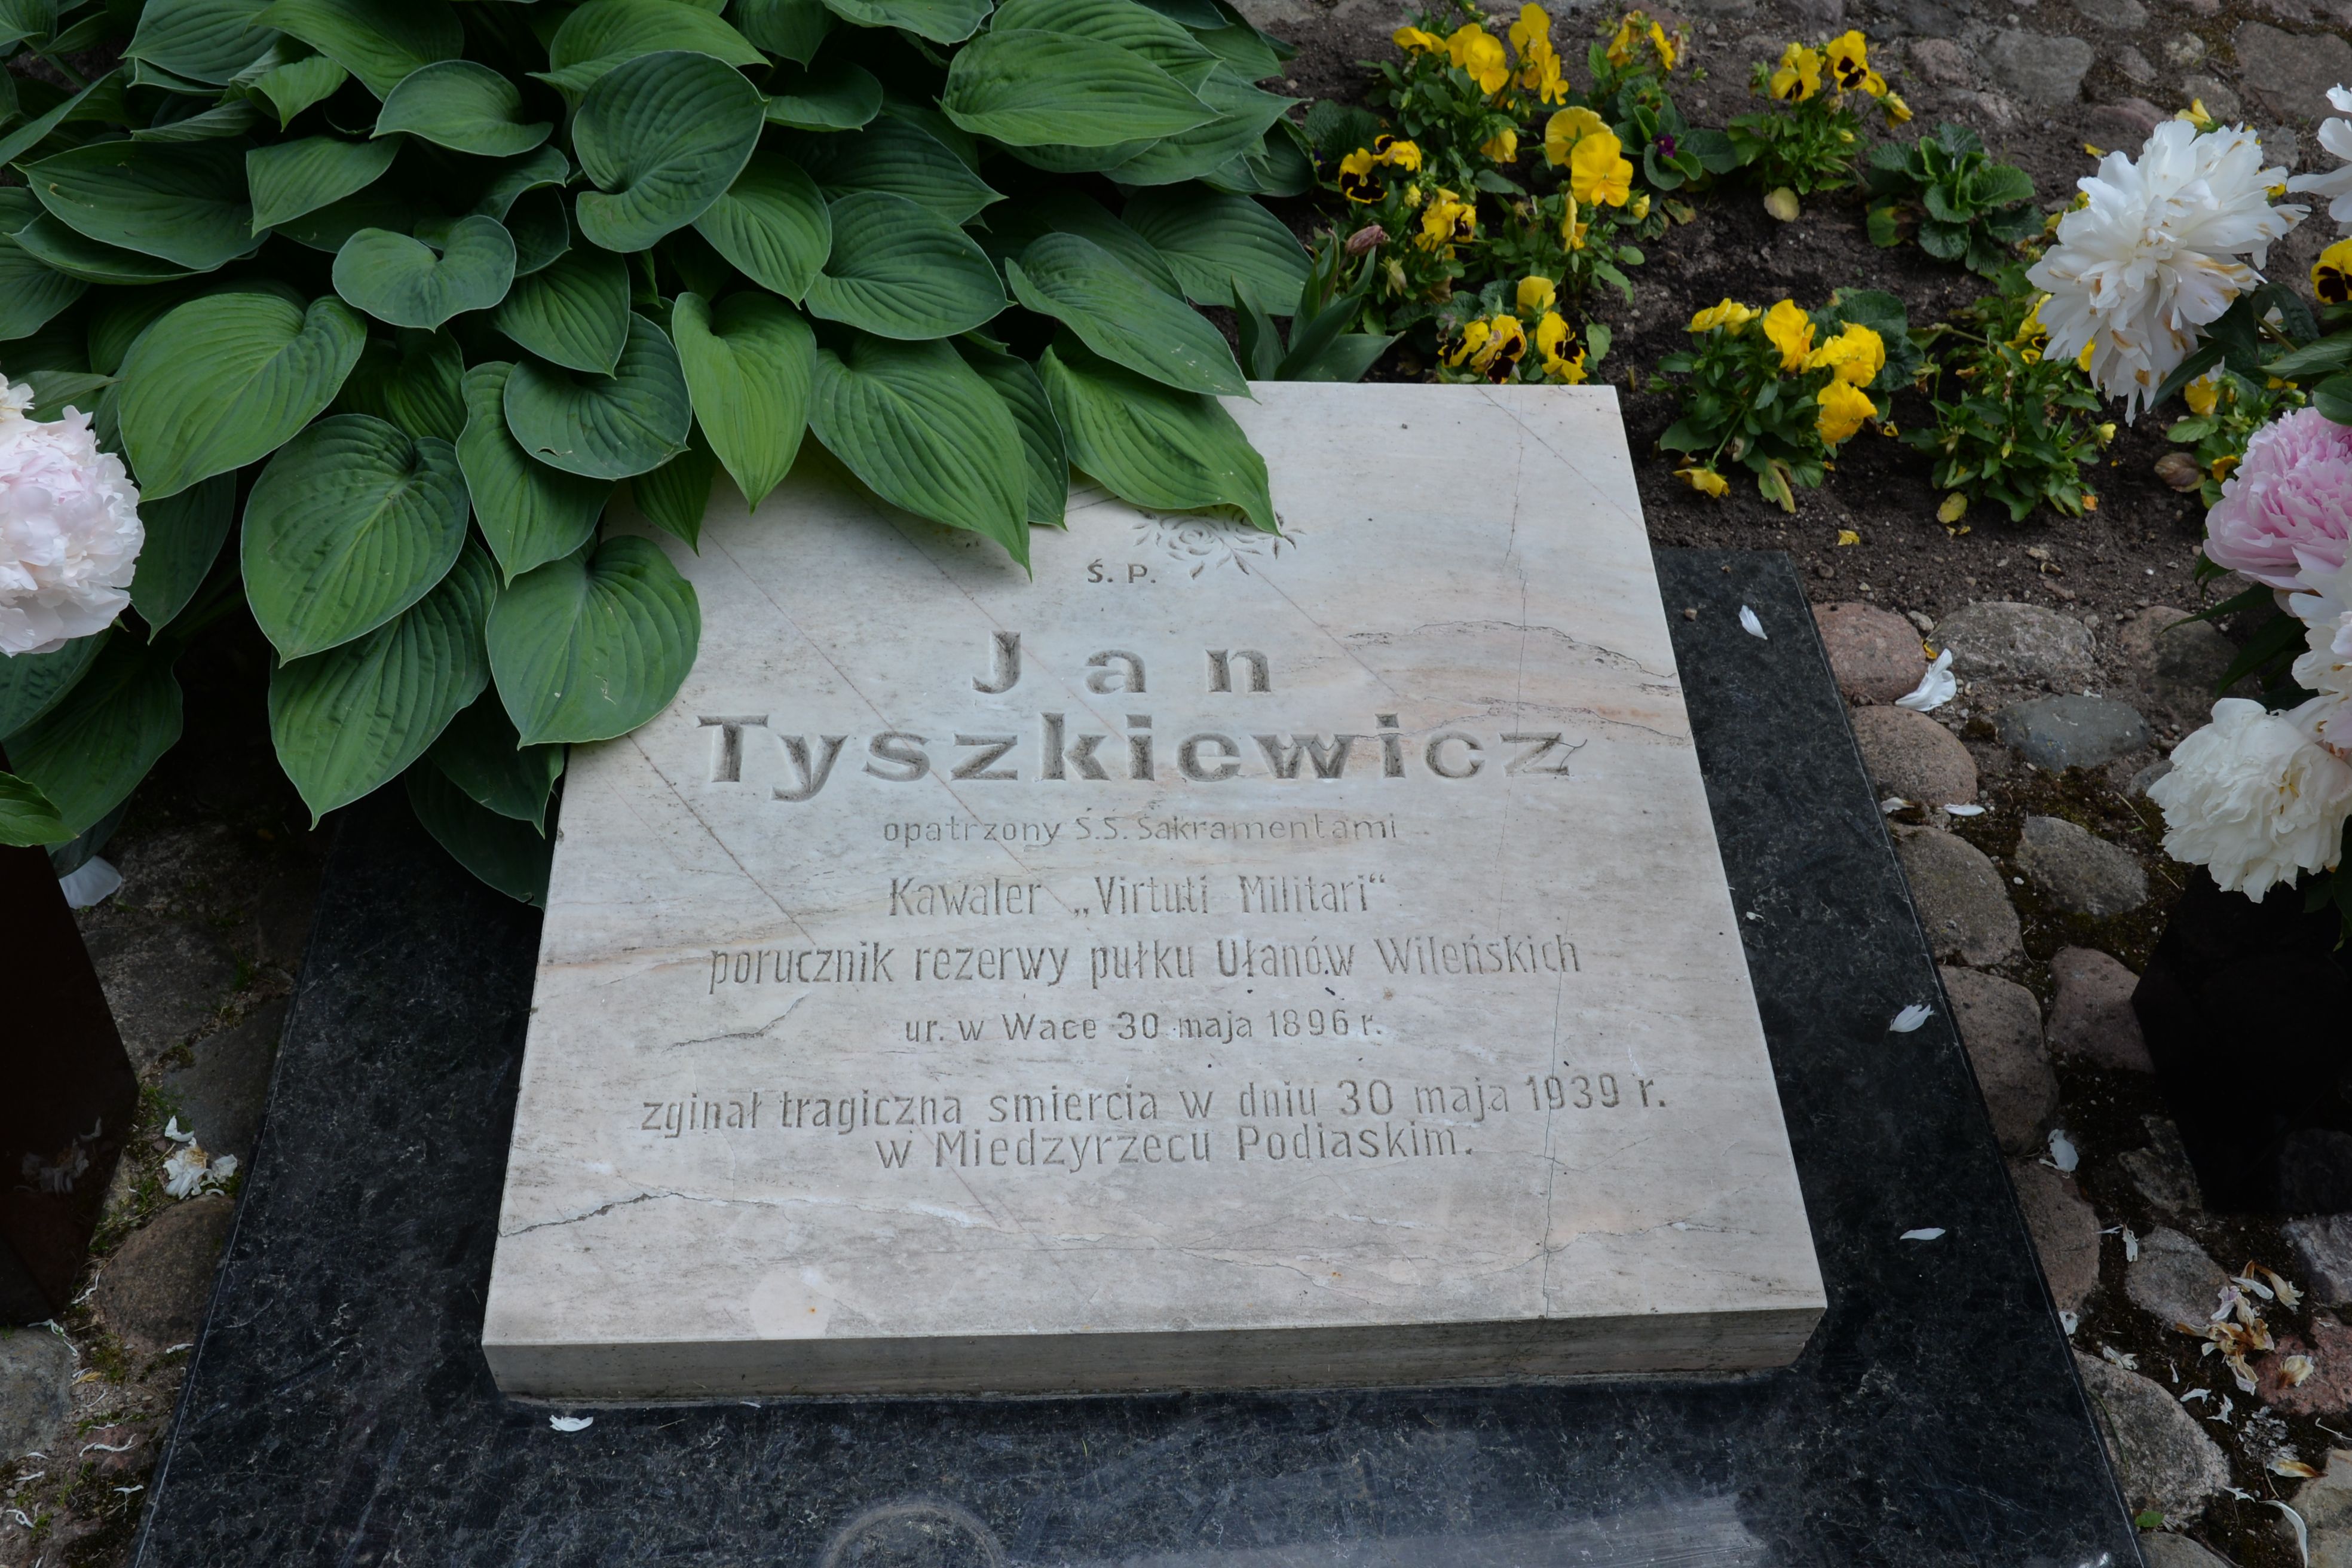 Ś. P.
Jan
Tyszkiewicz
opatrzony Ś.S. Sakramentami
Kawaler „Virtuti Militari“
porucznik rezerwy pułku Ułanów Wileńskich
ur. w Wace 30 maja 1896 r.
zginał tragiczna smiercia w dniu 30 maja 1939 r.
w Miedzyrzecu Podlaskim.